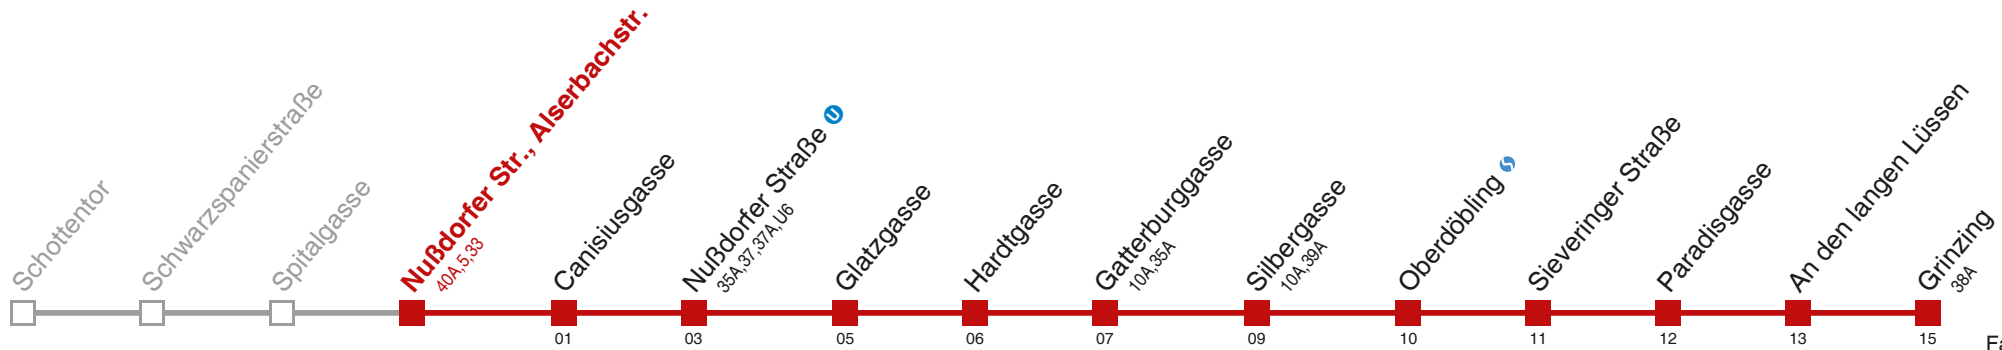 Schottentor
Schwarzspanierstraße
Spitalgasse
Nußdorfer Str., Alserbachstr.
40A,5,33
Canisiusgasse
Nußdorfer Straße U
35A,37,37A,U6
Glatzgasse
Hardtgasse
Gatterburggasse
10A,35A
Silbergasse
10A,39A
Oberdöbling S
Sieveringer Straße
Paradisgasse
An den langen Lüssen
Grinzing
38A
01 03 05 06 07 09 10 11 12 13 15